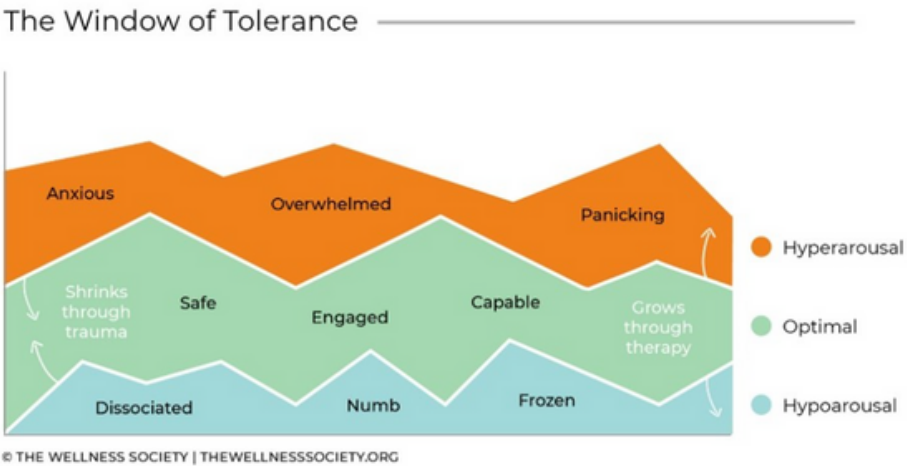 The Window of Tolerance
Anxious
Overwhelmed
Panicking
Hyperarousal
Shrinks
through
trauma
Safe
Engaged
Capable
Grows
through
therapy
Optimal
Dissociated
Numb
Frozen
Hypoarousal
© THE WELLNESS SOCIETY | THEWELLNESSSOCIETY.ORG